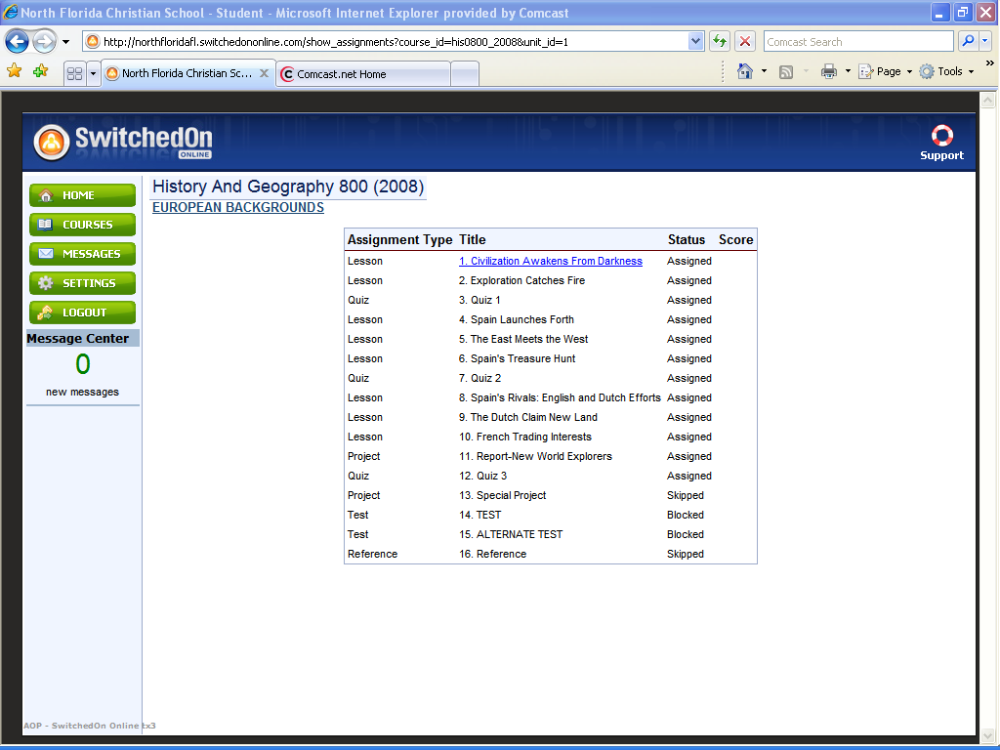 North Florida Christian School - Student - Microsoft Internet Explorer provided by Comcast
http://northfloridafl.switchedononline.com/show_assignments?course_id=his0800_2008&unit_id=1
Comcast Search
North Florida Christian Sc...
Comcast.net Home
Page
Tools
SwitchedOn
ONLINE
Support
HOME
COURSES
MESSAGES
SETTINGS
LOGOUT
Message Center
0
new messages
History And Geography 800 (2008)
EUROPEAN BACKGROUNDS
Assignment Type Title Status Score
Lesson 1. Civilization Awakens From Darkness Assigned
Lesson 2. Exploration Catches Fire Assigned
Quiz 3. Quiz 1 Assigned
Lesson 4. Spain Launches Forth Assigned
Lesson 5. The East Meets the West Assigned
Lesson 6. Spain's Treasure Hunt Assigned
Quiz 7. Quiz 2 Assigned
Lesson 8. Spain's Rivals: English and Dutch Efforts Assigned
Lesson 9. The Dutch Claim New Land Assigned
Lesson 10. French Trading Interests Assigned
Project 11. Report-New World Explorers Assigned
Quiz 12. Quiz 3 Assigned
Project 13. Special Project Skipped
Test 14. TEST Blocked
Test 15. ALTERNATE TEST Blocked
Reference 16. Reference Skipped
AOP - SwitchedOn Online tx3